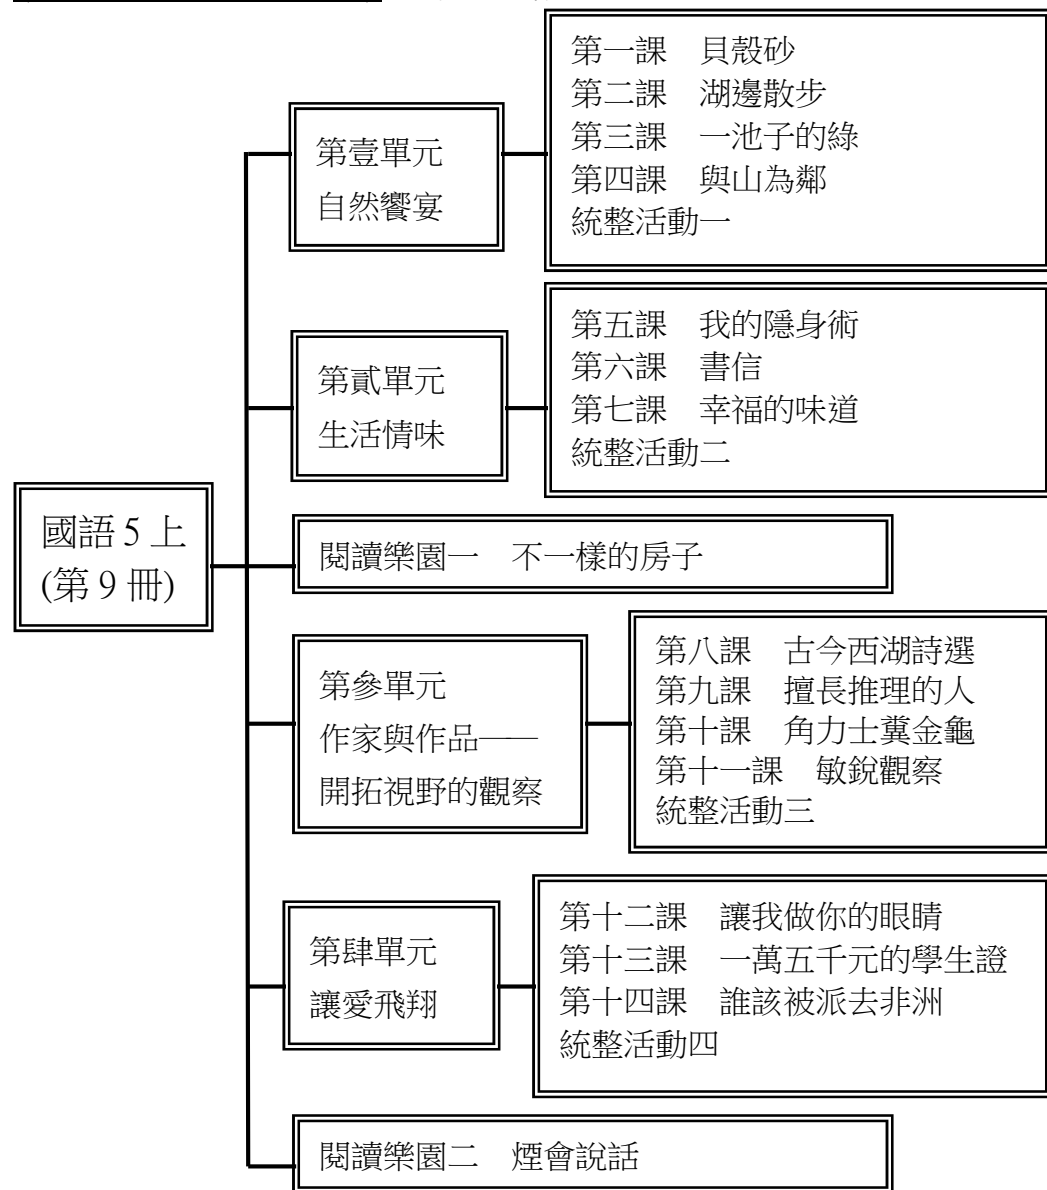 國語 5 上
(第 9 冊)
第壹單元
自然饗宴
第一課　貝殼砂
第二課　湖邊散步
第三課　一池子的綠
第四課　與山為鄰
統整活動一
第貳單元
生活情味
第五課　我的隱身術
第六課　書信
第七課　幸福的味道
統整活動二
閱讀樂園一　不一樣的房子
第參單元
作家與作品──
開拓視野的觀察
第八課　古今西湖詩選
第九課　擅長推理的人
第十課　角力士糞金龜
第十一課　敏銳觀察
統整活動三
第肆單元
讓愛飛翔
第十二課　讓我做你的眼睛
第十三課　一萬五千元的學生證
第十四課　誰該被派去非洲
統整活動四
閱讀樂園二　煙會說話